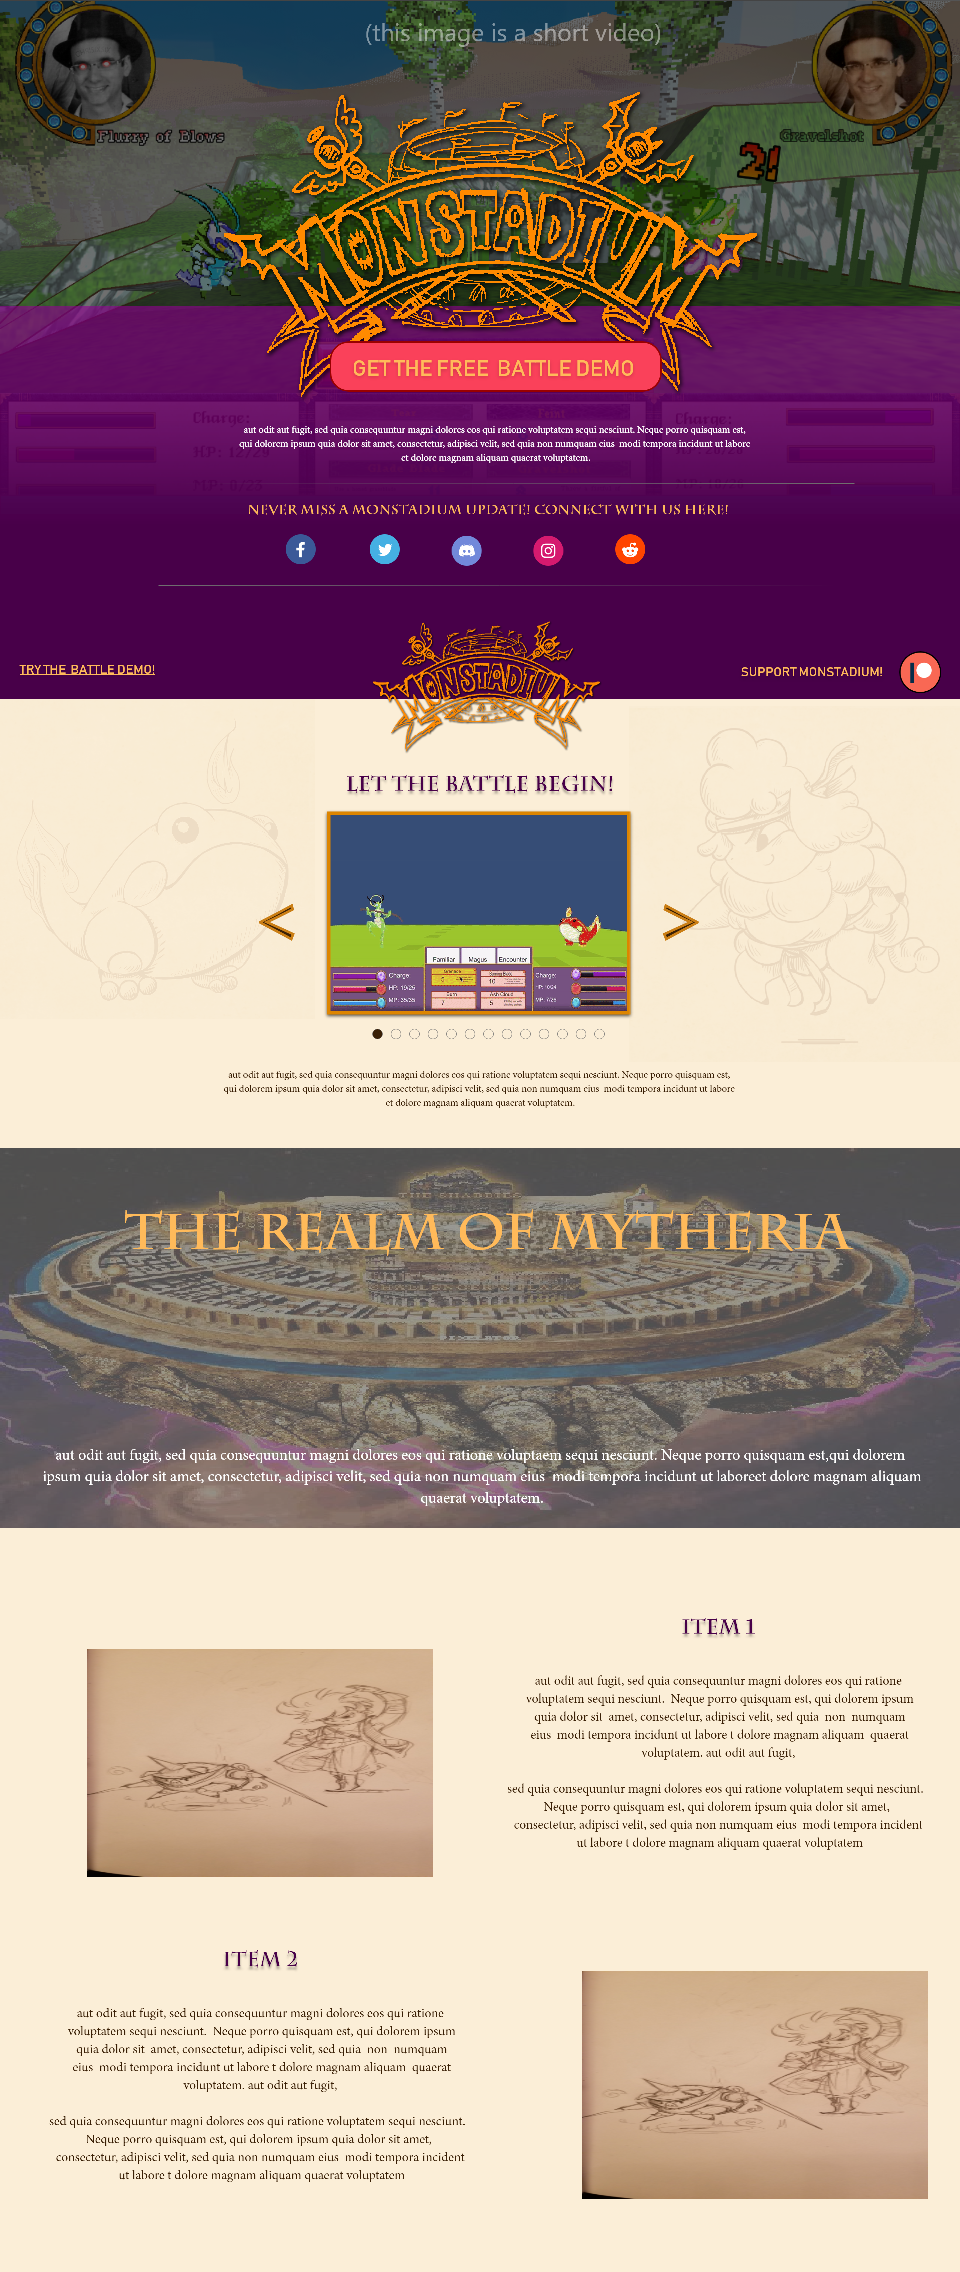 (this image is a short video)
Flurry of Blows
Gravelshot
2!
MONSTADIUM
GET THE FREE BATTLE DEMO
Charge:
Frist
Charge:
HP: 12/29
aut odit aut fugit, sed quia consequuntur magni dolores eos qui ratione voluptatem sequi nesciunt. Neque porro quisquam est,
qui dolorem ipsum quia dolor sit amet, consectetur, adipisci velit, sed quia non numquam eius modi tempora incidunt ut labore
et dolore magnam aliquam quaerat voluptatem.
NEVER MISS A MONSTADIUM UPDATE! CONNECT WITH US HERE!
TRY THE BATTLE DEMO!
MONSTADIUM
SUPPORT MONSTADIUM!
LET THE BATTLE BEGIN!
<
>
Familiar Magus Encounter
Charge:
HP: 19/25
MP: 35/35
Grenade
Burn
7
10
Ash Cloud
5
Charge:
HP: 10/24
MP: 7/25
aut odit aut fugit, sed quia consequuntur magni dolores eos qui ratione voluptatem sequi nesciunt. Neque porro quisquam est,
qui dolorem ipsum quia dolor sit amet, consectetur, adipisci velit, sed quia non numquam eius modi tempora incidunt ut labore
et dolore magnam aliquam quaerat voluptatem.
THE SHADDIES
THE REALM OF MYTHERIA
PIXELATOR
aut odit aut fugit, sed quia consequuntur magni dolores eos qui ratione voluptaem sequi nesciunt. Neque porro quisquam est,qui dolorem
ipsum quia dolor sit amet, consectetur, adipisci velit, sed quia non numquam eius modi tempora incidunt ut laboreet dolore magnam aliquam
quaerat voluptatem.
ITEM 1
aut odit aut fugit, sed quia consequuntur magni dolores eos qui ratione
voluptatem sequi nesciunt. Neque porro quisquam est, qui dolorem ipsum
quia dolor sit amet, consectetur, adipisci velit, sed quia non numquam
eius modi tempora incidunt ut labore t dolore magnam aliquam quaerat
voluptatem. aut odit aut fugit,
sed quia consequuntur magni dolores eos qui ratione voluptatem sequi nesciunt.
Neque porro quisquam est, qui dolorem ipsum quia dolor sit amet,
consectetur, adipisci velit, sed quia non numquam eius modi tempora incident
ut labore t dolore magnam aliquam quaerat voluptatem
ITEM 2
aut odit aut fugit, sed quia consequuntur magni dolores eos qui ratione
voluptatem sequi nesciunt. Neque porro quisquam est, qui dolorem ipsum
quia dolor sit amet, consectetur, adipisci velit, sed quia non numquam
eius modi tempora incidunt ut labore t dolore magnam aliquam quaerat
voluptatem. aut odit aut fugit,
sed quia consequuntur magni dolores eos qui ratione voluptatem sequi nesciunt.
Neque porro quisquam est, qui dolorem ipsum quia dolor sit amet,
consectetur, adipisci velit, sed quia non numquam eius modi tempora incident
ut labore t dolore magnam aliquam quaerat voluptatem